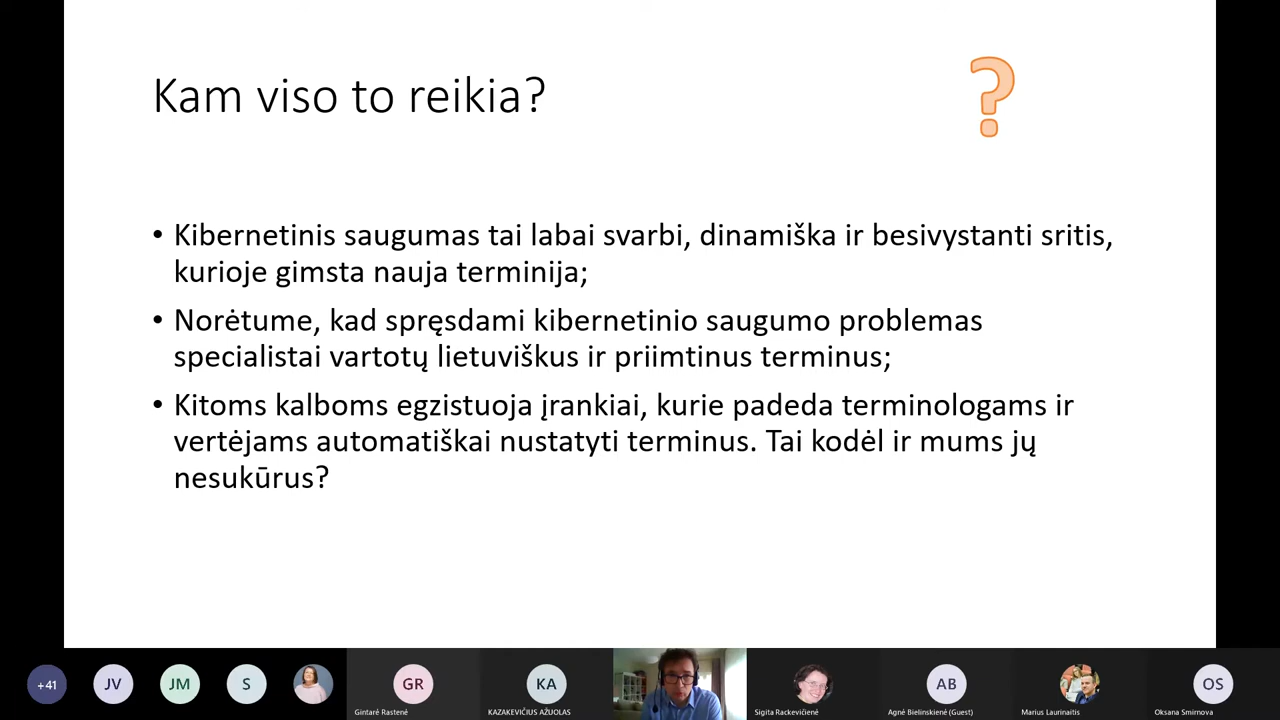 Kam viso to reikia?
?
• Kibernetinis saugumas tai labai svarbi, dinamiška ir besivystanti sritis,
kurioje gimsta nauja terminija;
• Norėtume, kad spręsdami kibernetinio saugumo problemas
specialistai vartotų lietuviškus ir priimtinus terminus;
• Kitoms kalboms egzistuoja įrankiai, kurie padeda terminologams ir
vertėjams automatiškai nustatyti terminus. Tai kodėl ir mums jų
nesukūrus?
+41 JV JM S GR KA AB OS
Gintarė Rastenė KAZAKEVIČIUS AŽUOLAS Sigita Rackevičienė Agnė Bielinskienė (Guest) Marius Laurinaitis Oksana Smirnova